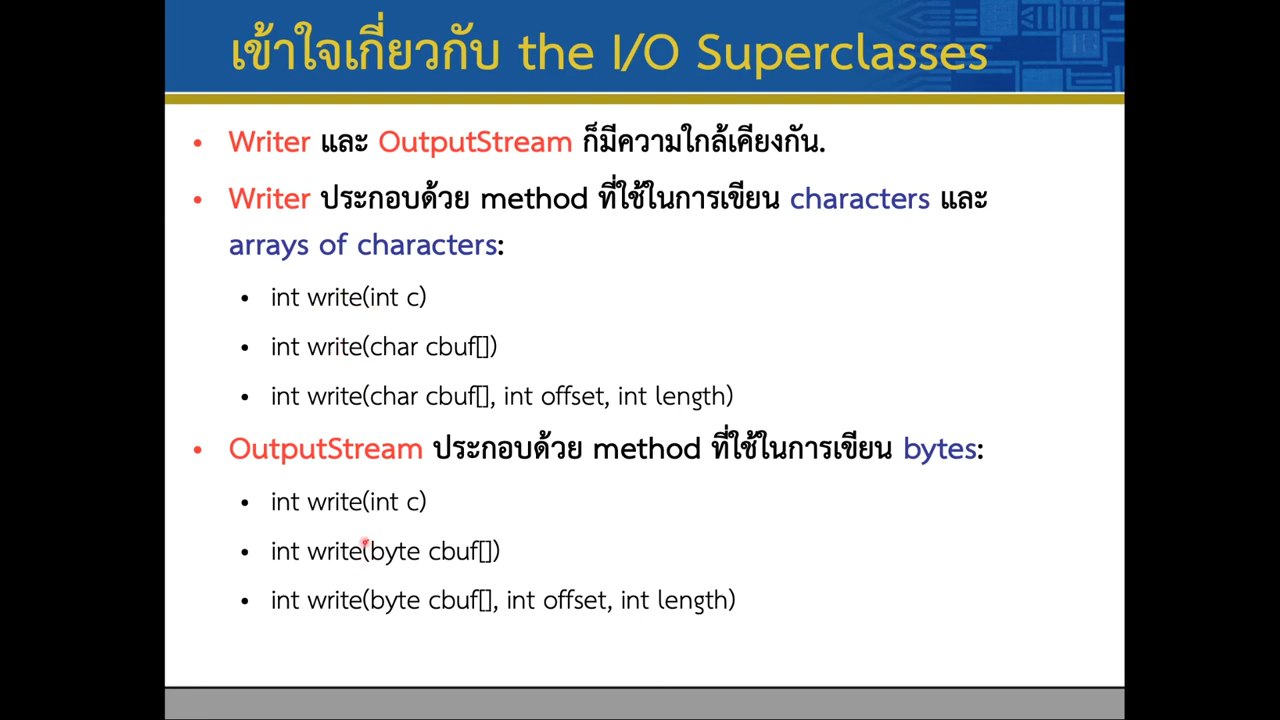 เข้าใจเกี่ยวกับ the I/O Superclasses
• Writer และ OutputStream ก็มีความใกล้เคียงกัน.
• Writer ประกอบด้วย method ที่ใช้ในการเขียน characters และ
arrays of characters:
• int write(int c)
• int write(char cbuf[])
• int write(char cbuf[], int offset, int length)
• OutputStream ประกอบด้วย method ที่ใช้ในการเขียน bytes:
• int write(int c)
• int write(byte cbuf[])
• int write(byte cbuf[], int offset, int length)